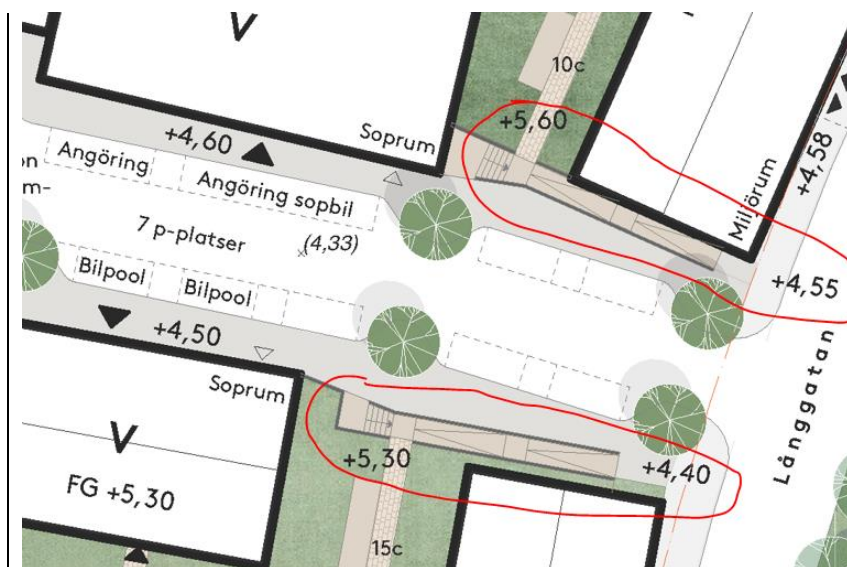 V
10c
+5,60
+4,60
Soprum
+4,58
on
m-
Angöring
Angöring sopbil
Miljörum
7 p-platser
(4,33)
Bilpool
Bilpool
+4,55
+4,50
Soprum
Långgatan
V
+5,30
+4,40
FG +5,30
15c